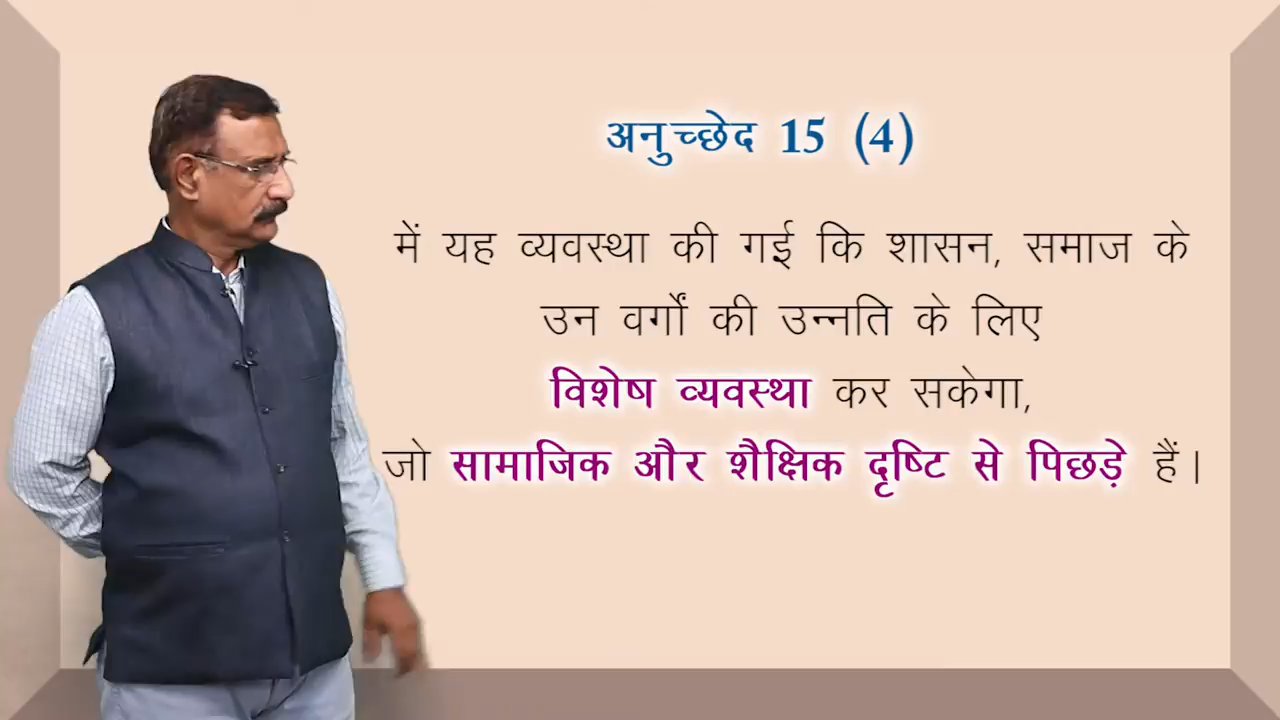 अनुच्छेद 15 (4)
में यह व्यवस्था की गई कि शासन, समाज के
उन वर्गों की उन्नति के लिए
विशेष व्यवस्था कर सकेगा,
जो सामाजिक और शैक्षिक दृष्टि से पिछड़े हैं।